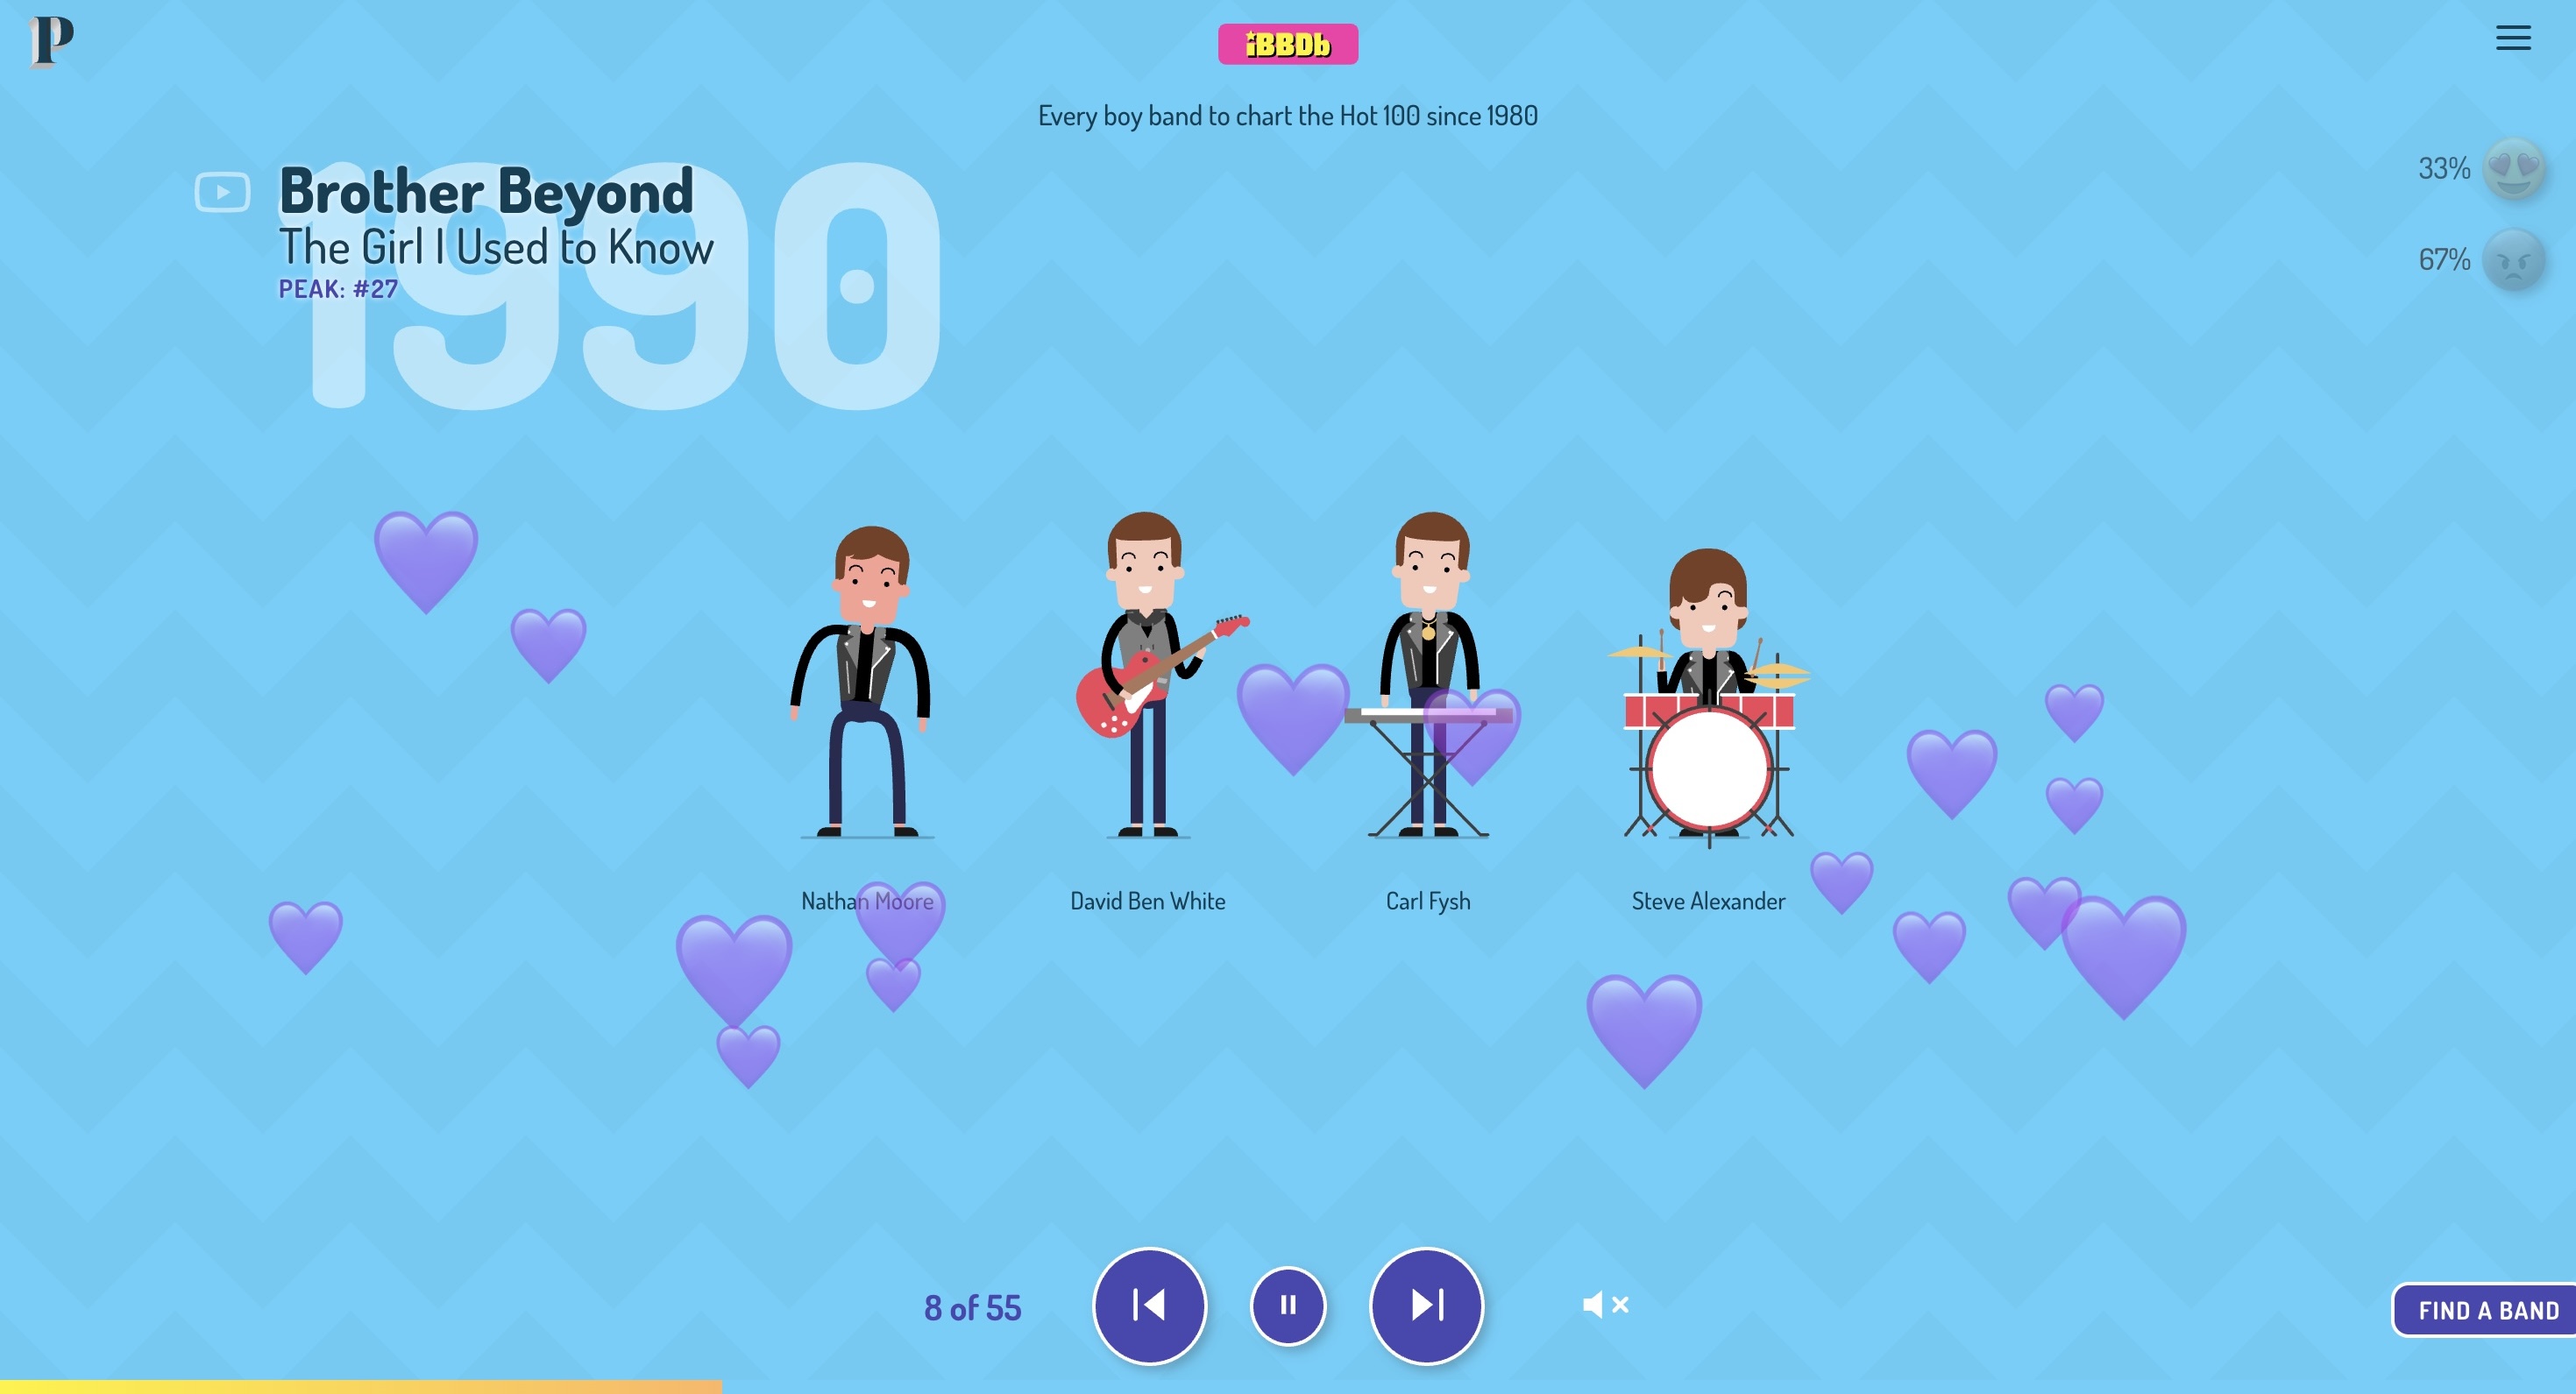 P
iBBDb
Every boy band to chart the Hot 100 since 1980
1990
Brother Beyond
The Girl I Used to Know
PEAK: #27
33%
67%
Nathan Moore
David Ben White
Carl Fysh
Steve Alexander
8 of 55
FIND A BAND